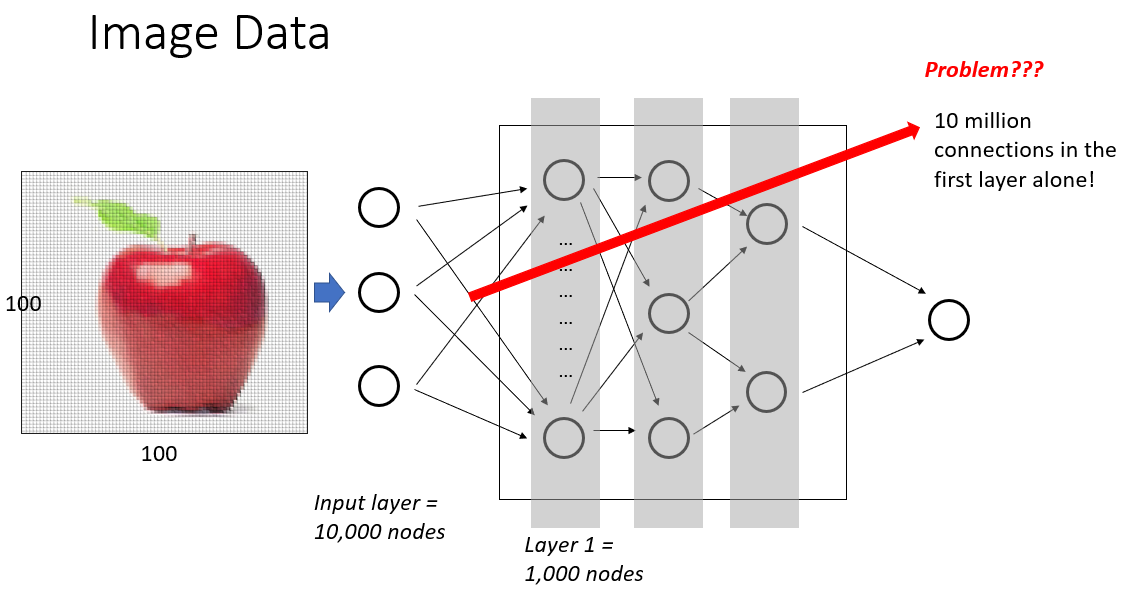 Image Data
Problem???
10 million
connections in the
first layer alone!
100
100
...
...
...
...
...
...
Input layer =
10,000 nodes
Layer 1 =
1,000 nodes